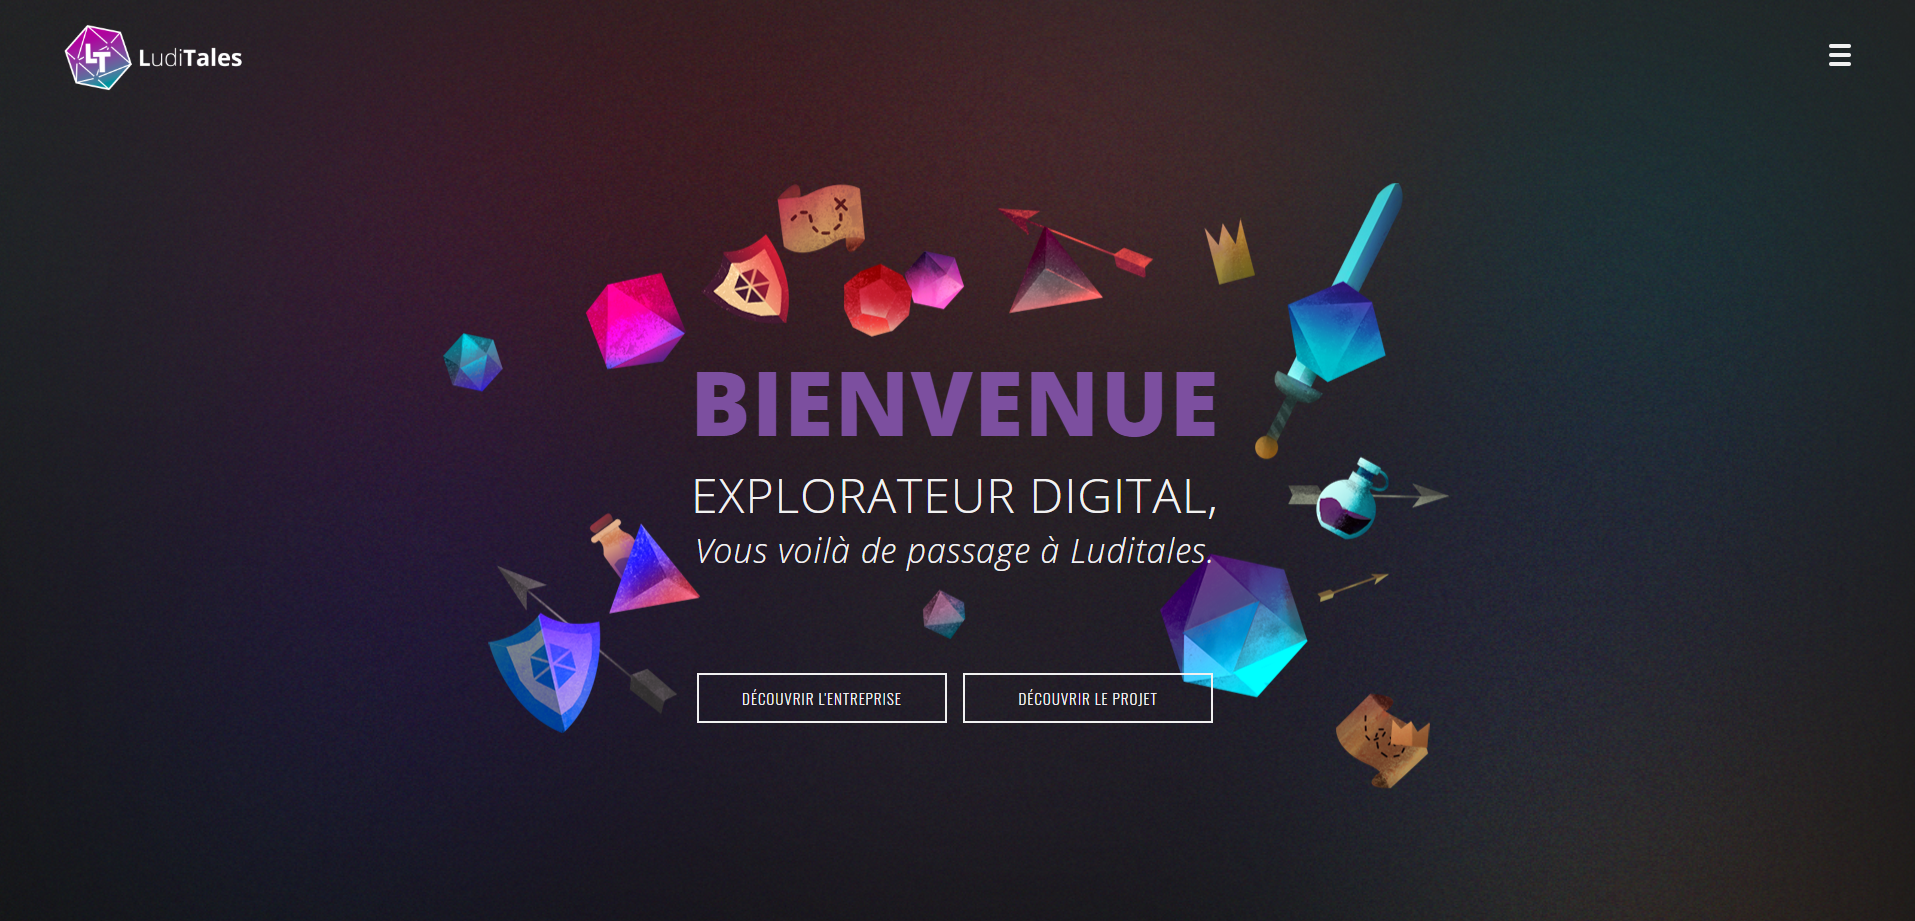 LT LudiTales
BIENVENUE
EXPLORATEUR DIGITAL,
Vous voilà de passage à Luditales.
DÉCOUVRIR L'ENTREPRISE
DÉCOUVRIR LE PROJET